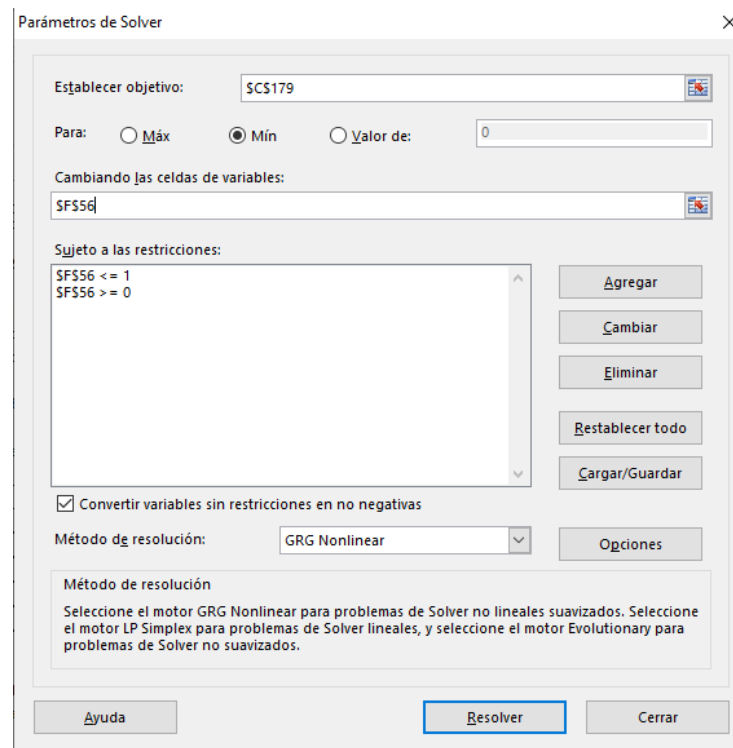 Parámetros de Solver
Establecer objetivo: $C$179
Para: Máx Mín Valor de: 0
Cambiando las celdas de variables:
$F$56
Sujeto a las restricciones:
$F$56 <= 1
$F$56 >= 0
Agregar
Cambiar
Eliminar
Restablecer todo
Cargar/Guardar
Convertir variables sin restricciones en no negativas
Método de resolución: GRG Nonlinear Opciones
Método de resolución
Seleccione el motor GRG Nonlinear para problemas de Solver no lineales suavizados. Seleccione
el motor LP Simplex para problemas de Solver lineales, y seleccione el motor Evolutionary para
problemas de Solver no suavizados.
Ayuda Resolver Cerrar